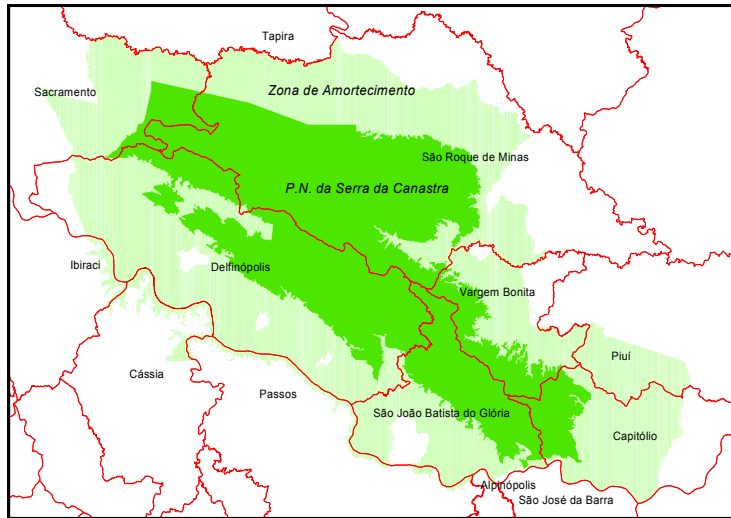 Tapira
Sacramento
Zona de Amortecimento
São Roque de Minas
P.N. da Serra da Canastra
Ibiraci
Delfinópolis
Vargem Bonita
Piuí
Cássia
Passos
São João Batista do Glória
Capitólio
Alpinópolis
São José da Barra